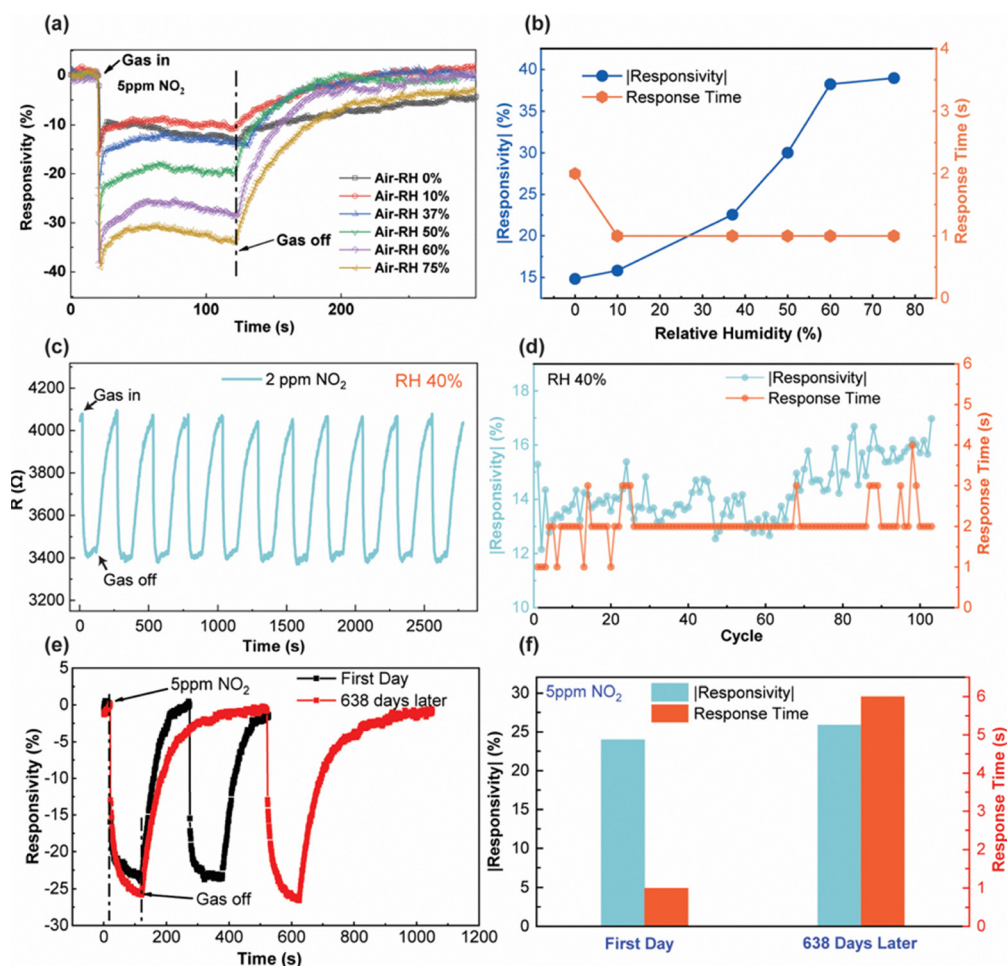 (a)
Gas in
5ppm NO₂
Air-RH 0%
Air-RH 10%
Air-RH 37%
Air-RH 50%
Air-RH 60%
Air-RH 75%
Gas off
0
-10
-20
-30
-40
Responsivity (%)
0 100 200
Time (s)
(b)
|Responsivity|
Response Time
40
35
30
25
20
15
|Responsivity| (%)
4
3
2
1
0
Response Time (s)
0 10 20 30 40 50 60 70 80
Relative Humidity (%)
(c)
2 ppm NO₂
RH 40%
Gas in
Gas off
4200
4000
3800
3600
3400
3200
R (Ω)
0 500 1000 1500 2000 2500
Time (s)
(d)
RH 40%
|Responsivity|
Response Time
18
16
14
12
10
|Responsivity| (%)
6
5
4
3
2
1
0
Response Time (s)
0 20 40 60 80 100
Cycle
(e)
5ppm NO₂
First Day
638 days later
Gas off
5
0
-5
-10
-15
-20
-25
-30
Responsivity (%)
0 200 400 600 800 1000 1200
Time (s)
(f)
5ppm NO₂
|Responsivity|
Response Time
30
25
20
15
10
5
0
|Responsivity| (%)
6
5
4
3
2
1
0
Response Time (s)
First Day
638 Days Later